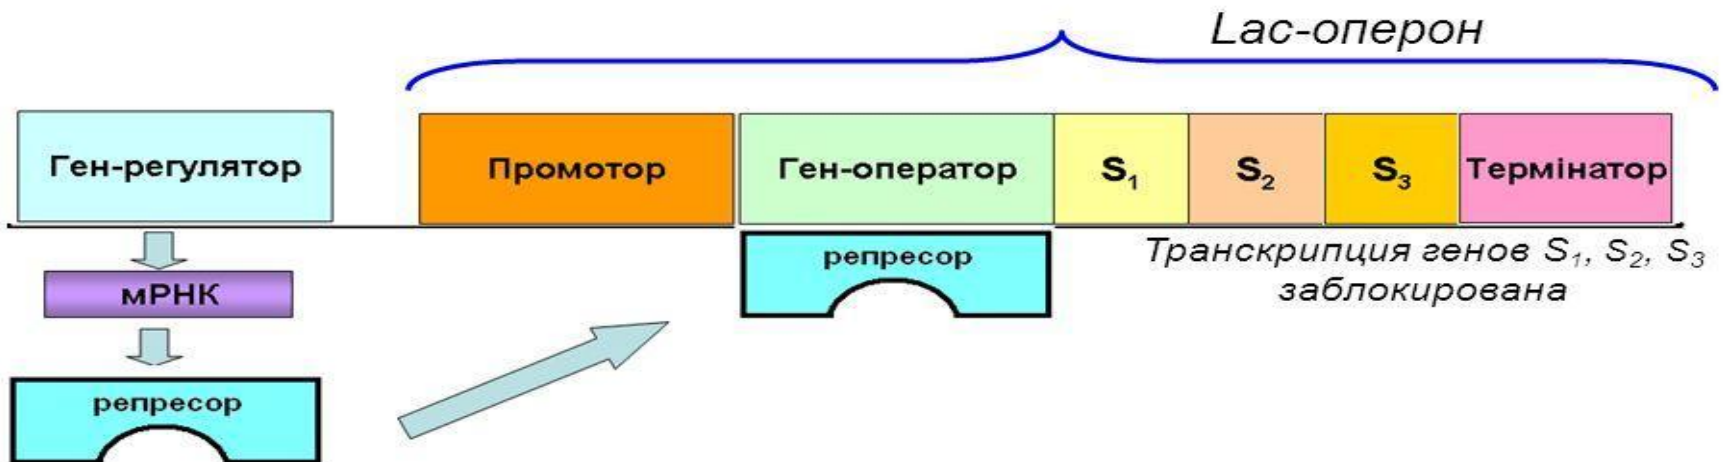 Lac-оперон
Ген-регулятор
Промотор
Ген-оператор
S₁
S₂
S₃
Термінатор
мРНК
репресор
репресор
Транскрипция генов S₁, S₂, S₃
заблокирована